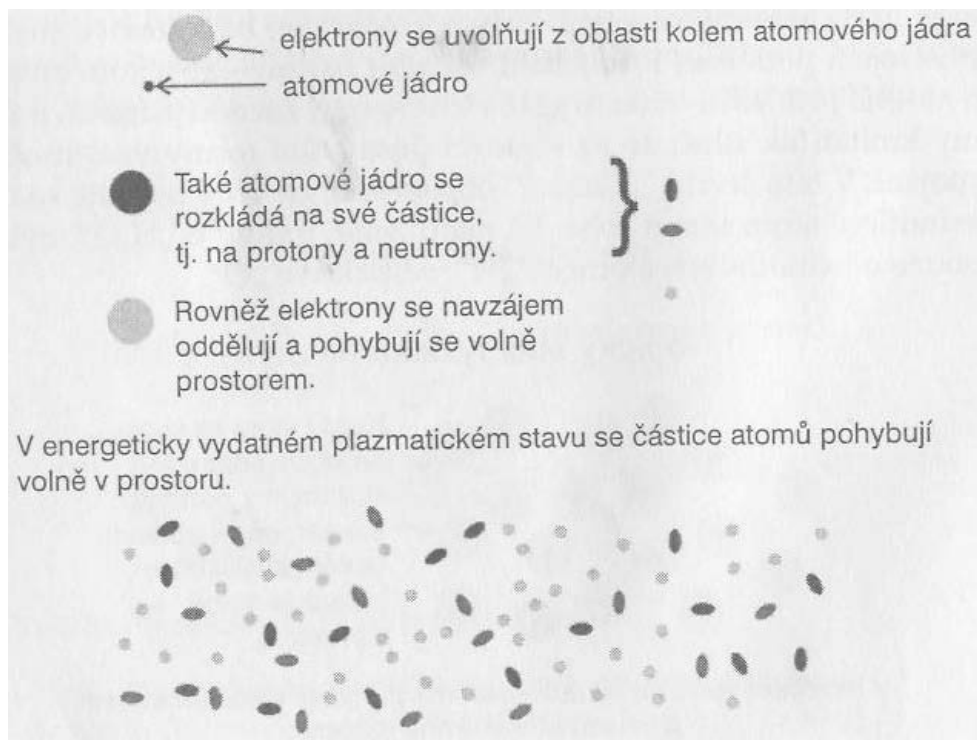 elektrony se uvolňují z oblasti kolem atomového jádra
atomové jádro
Také atomové jádro se
rozkládá na své částice,
tj. na protony a neutrony.
Rovněž elektrony se navzájem
oddělují a pohybují se volně
prostorem.
V energeticky vydatném plazmatickém stavu se částice atomů pohybují
volně v prostoru.